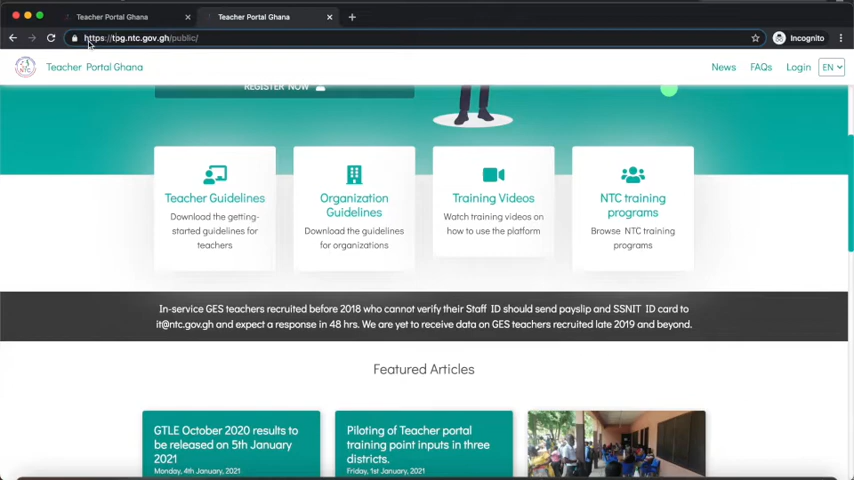 Teacher Portal Ghana
Teacher Portal Ghana
https://tpg.ntc.gov.gh/public/
Incognito
NTC
Teacher Portal Ghana
News
FAQs
Login
EN
REGISTER NOW
Teacher Guidelines
Download the getting-
started guidelines for
teachers
Organization
Guidelines
Download the guidelines
for organizations
Training Videos
Watch training videos on
how to use the platform
NTC training
programs
Browse NTC training
programs
In-service GES teachers recruited before 2018 who cannot verify their Staff ID should send payslip and SSNIT ID card to
it@ntc.gov.gh and expect a response in 48 hrs. We are yet to receive data on GES teachers recruited late 2019 and beyond.
Featured Articles
GTLE October 2020 results to
be released on 5th January
2021
Monday, 4th January, 2021
Piloting of Teacher portal
training point inputs in three
districts.
Friday, 1st January, 2021